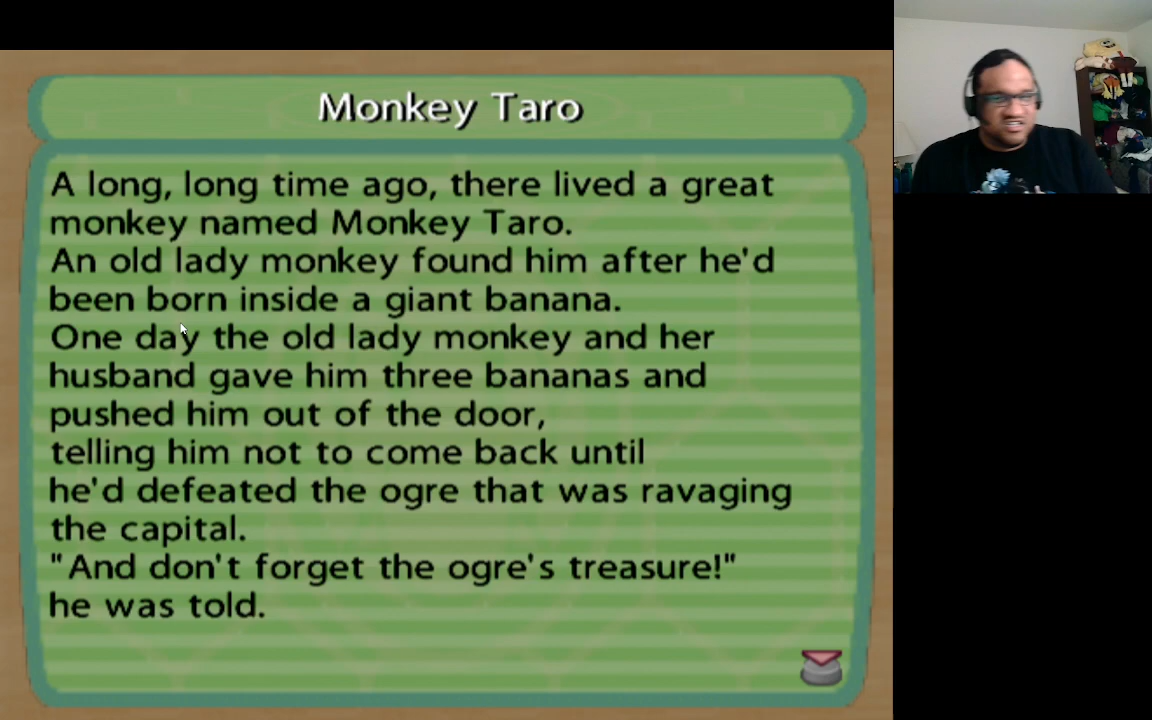 Monkey Taro
A long, long time ago, there lived a great
monkey named Monkey Taro.
An old lady monkey found him after he'd
been born inside a giant banana.
One day the old lady monkey and her
husband gave him three bananas and
pushed him out of the door,
telling him not to come back until
he'd defeated the ogre that was ravaging
the capital.
"And don't forget the ogre's treasure!"
he was told.